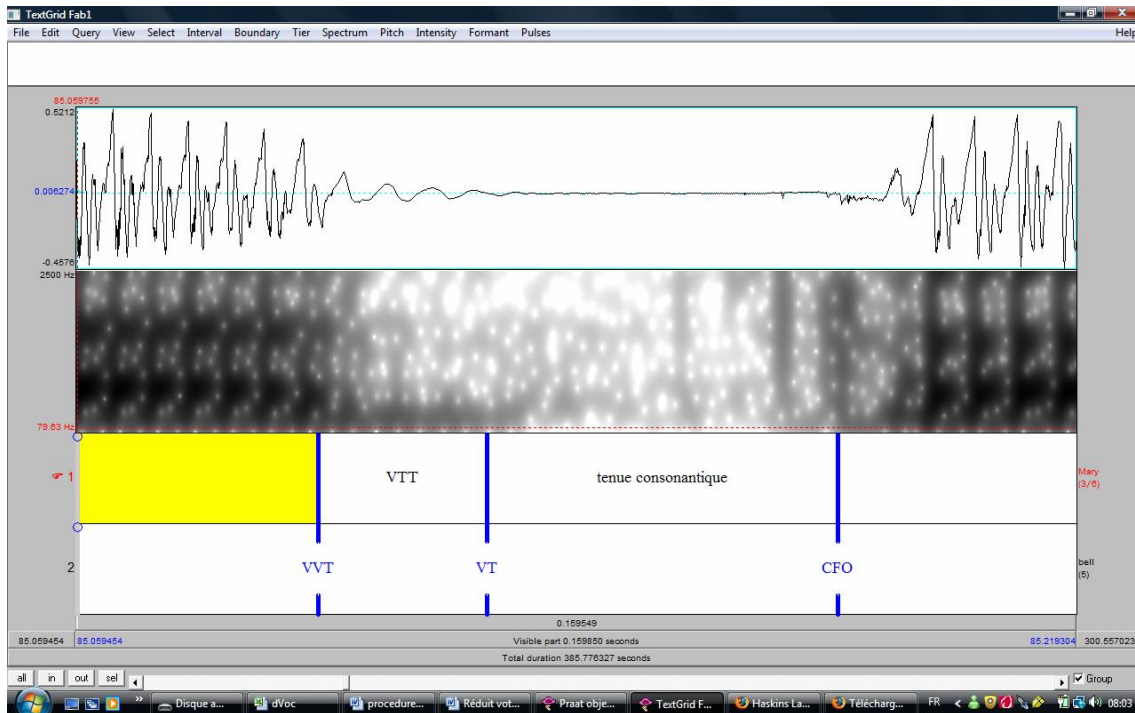 TextGrid Fab1
File Edit Query View Select Interval Boundary Tier Spectrum Pitch Intensity Formant Pulses Help
85.059755
0.5212
0.006274
-0.4576
2500 Hz
79.63 Hz
1 VTT tenue consonantique Mary
(3/6)
2 VVT VT CFO bell
(5)
0.159549
85.059454 85.059454 Visible part 0.159850 seconds 85.219304 300.557023
Total duration 385.776327 seconds
all in out sel Group
Disque a... dVoc procedure... Réduit vot... Praat obje... TextGrid F... Haskins La... Télécharg... FR 08:03